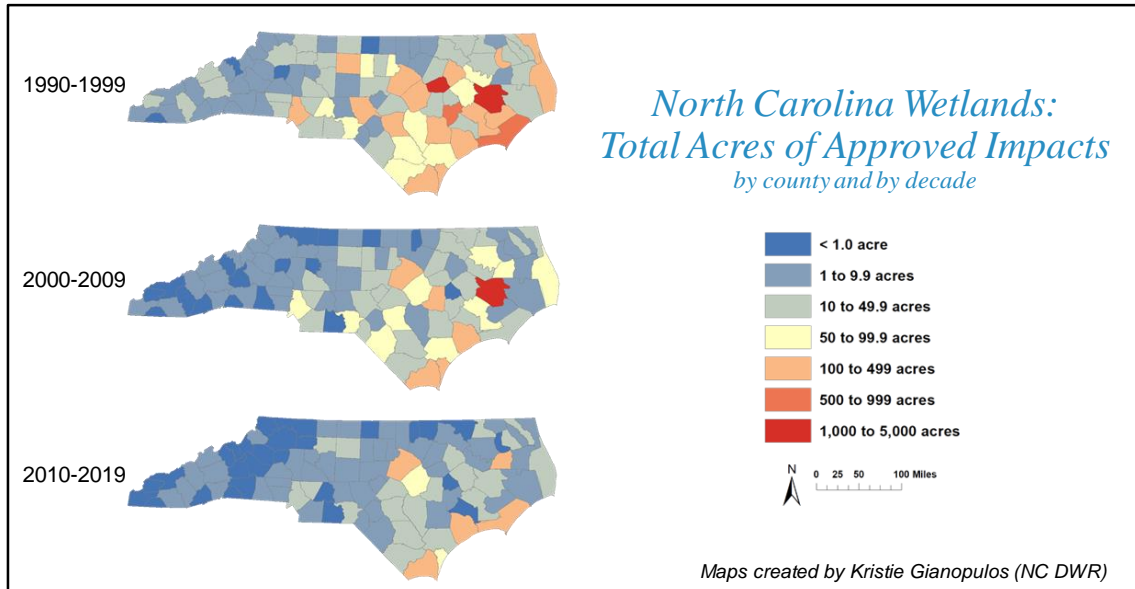 1990-1999
2000-2009
2010-2019
North Carolina Wetlands:
Total Acres of Approved Impacts
by county and by decade
< 1.0 acre
1 to 9.9 acres
10 to 49.9 acres
50 to 99.9 acres
100 to 499 acres
500 to 999 acres
1,000 to 5,000 acres
N
0 25 50 100 Miles
Maps created by Kristie Gianopulos (NC DWR)